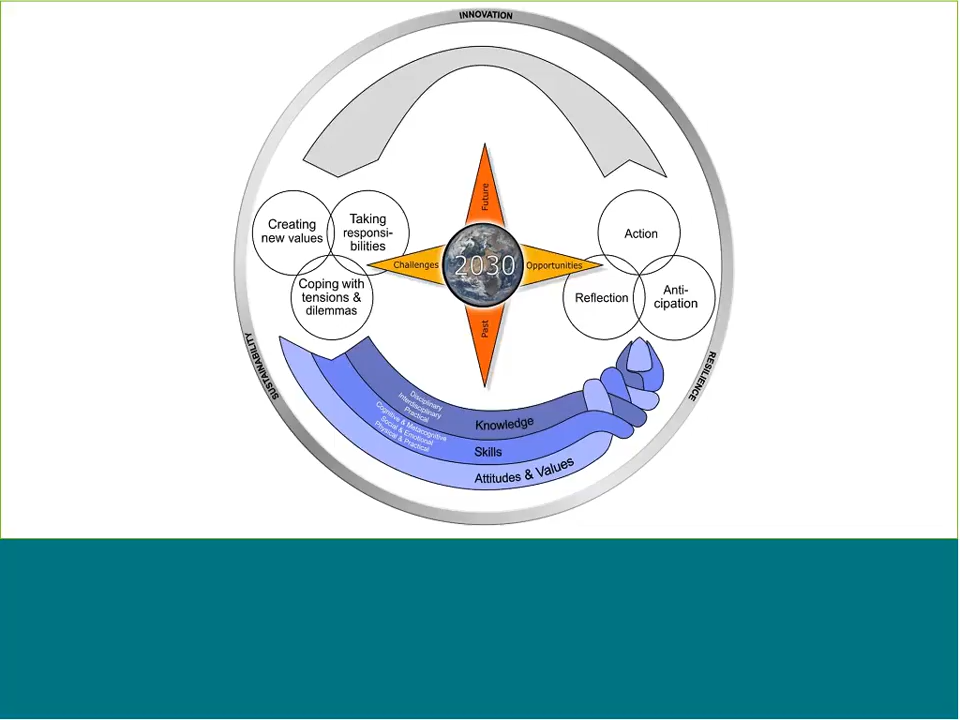 INNOVATION
Future
Creating
new values
Taking
responsi-
bilities
Action
Challenges
2030
Opportunities
Coping with
tensions &
dilemmas
Reflection
Anti-
cipation
Past
SUSTAINABILITY
RESILIENCE
Disciplinary
Interdisciplinary
Practical
Knowledge
Cognitive & Metacognitive
Social & Emotional
Physical & Practical
Skills
Attitudes & Values